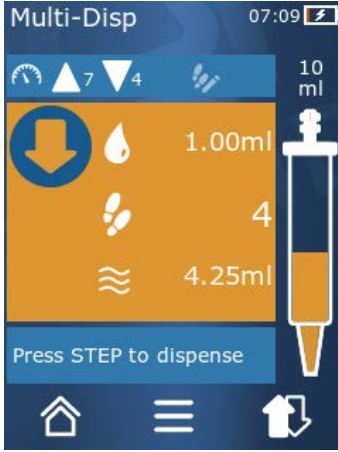 Multi-Disp 07:09
7 4 10
ml
1.00ml
4
4.25ml
Press STEP to dispense